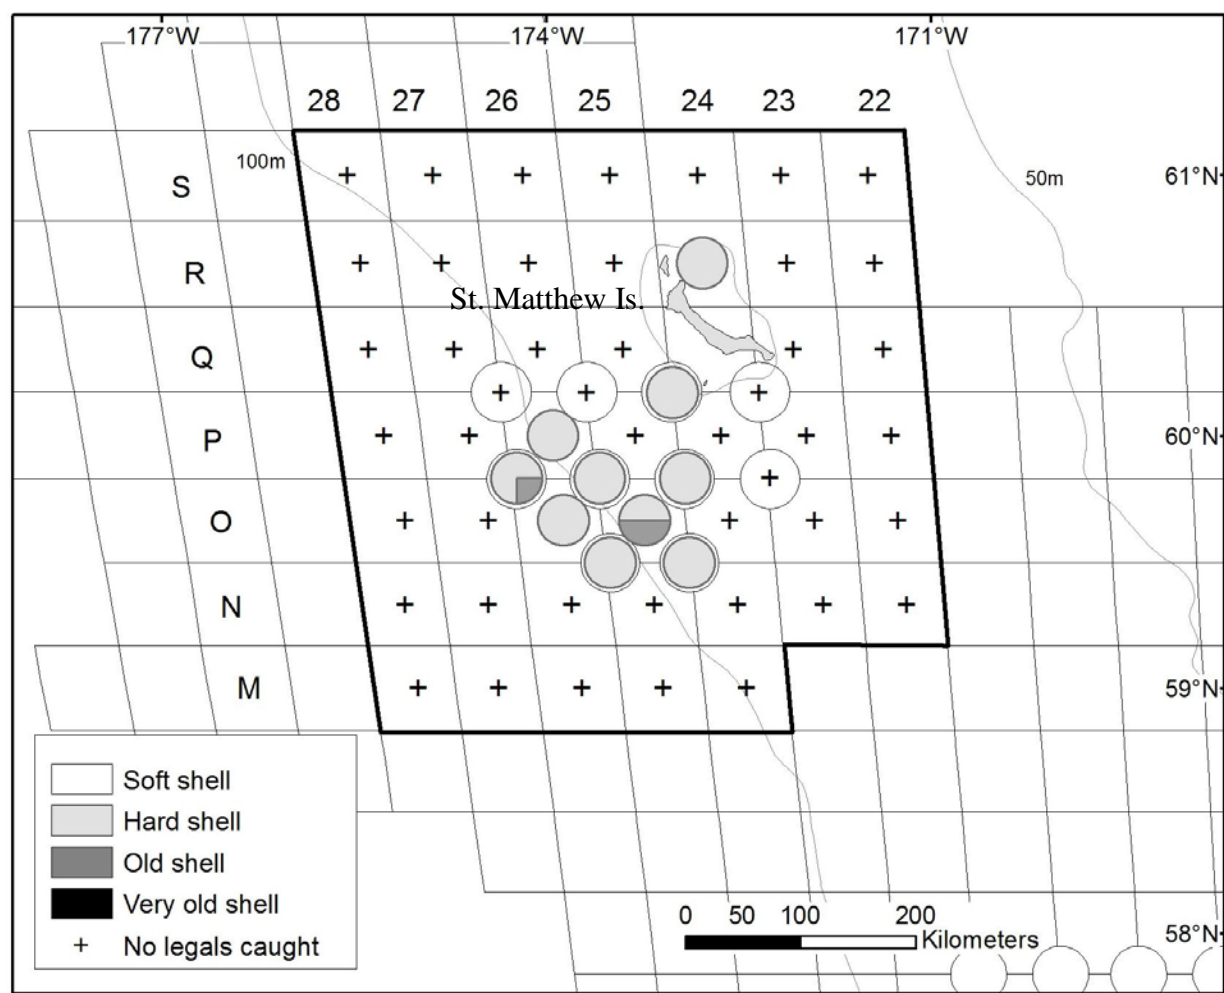 177°W 174°W 171°W
28 27 26 25 24 23 22
100m
50m
61°N
S
R
St. Matthew Is.
Q
P
60°N
O
N
M
59°N
Soft shell
Hard shell
Old shell
Very old shell
+ No legals caught
0 50 100 200
Kilometers
58°N